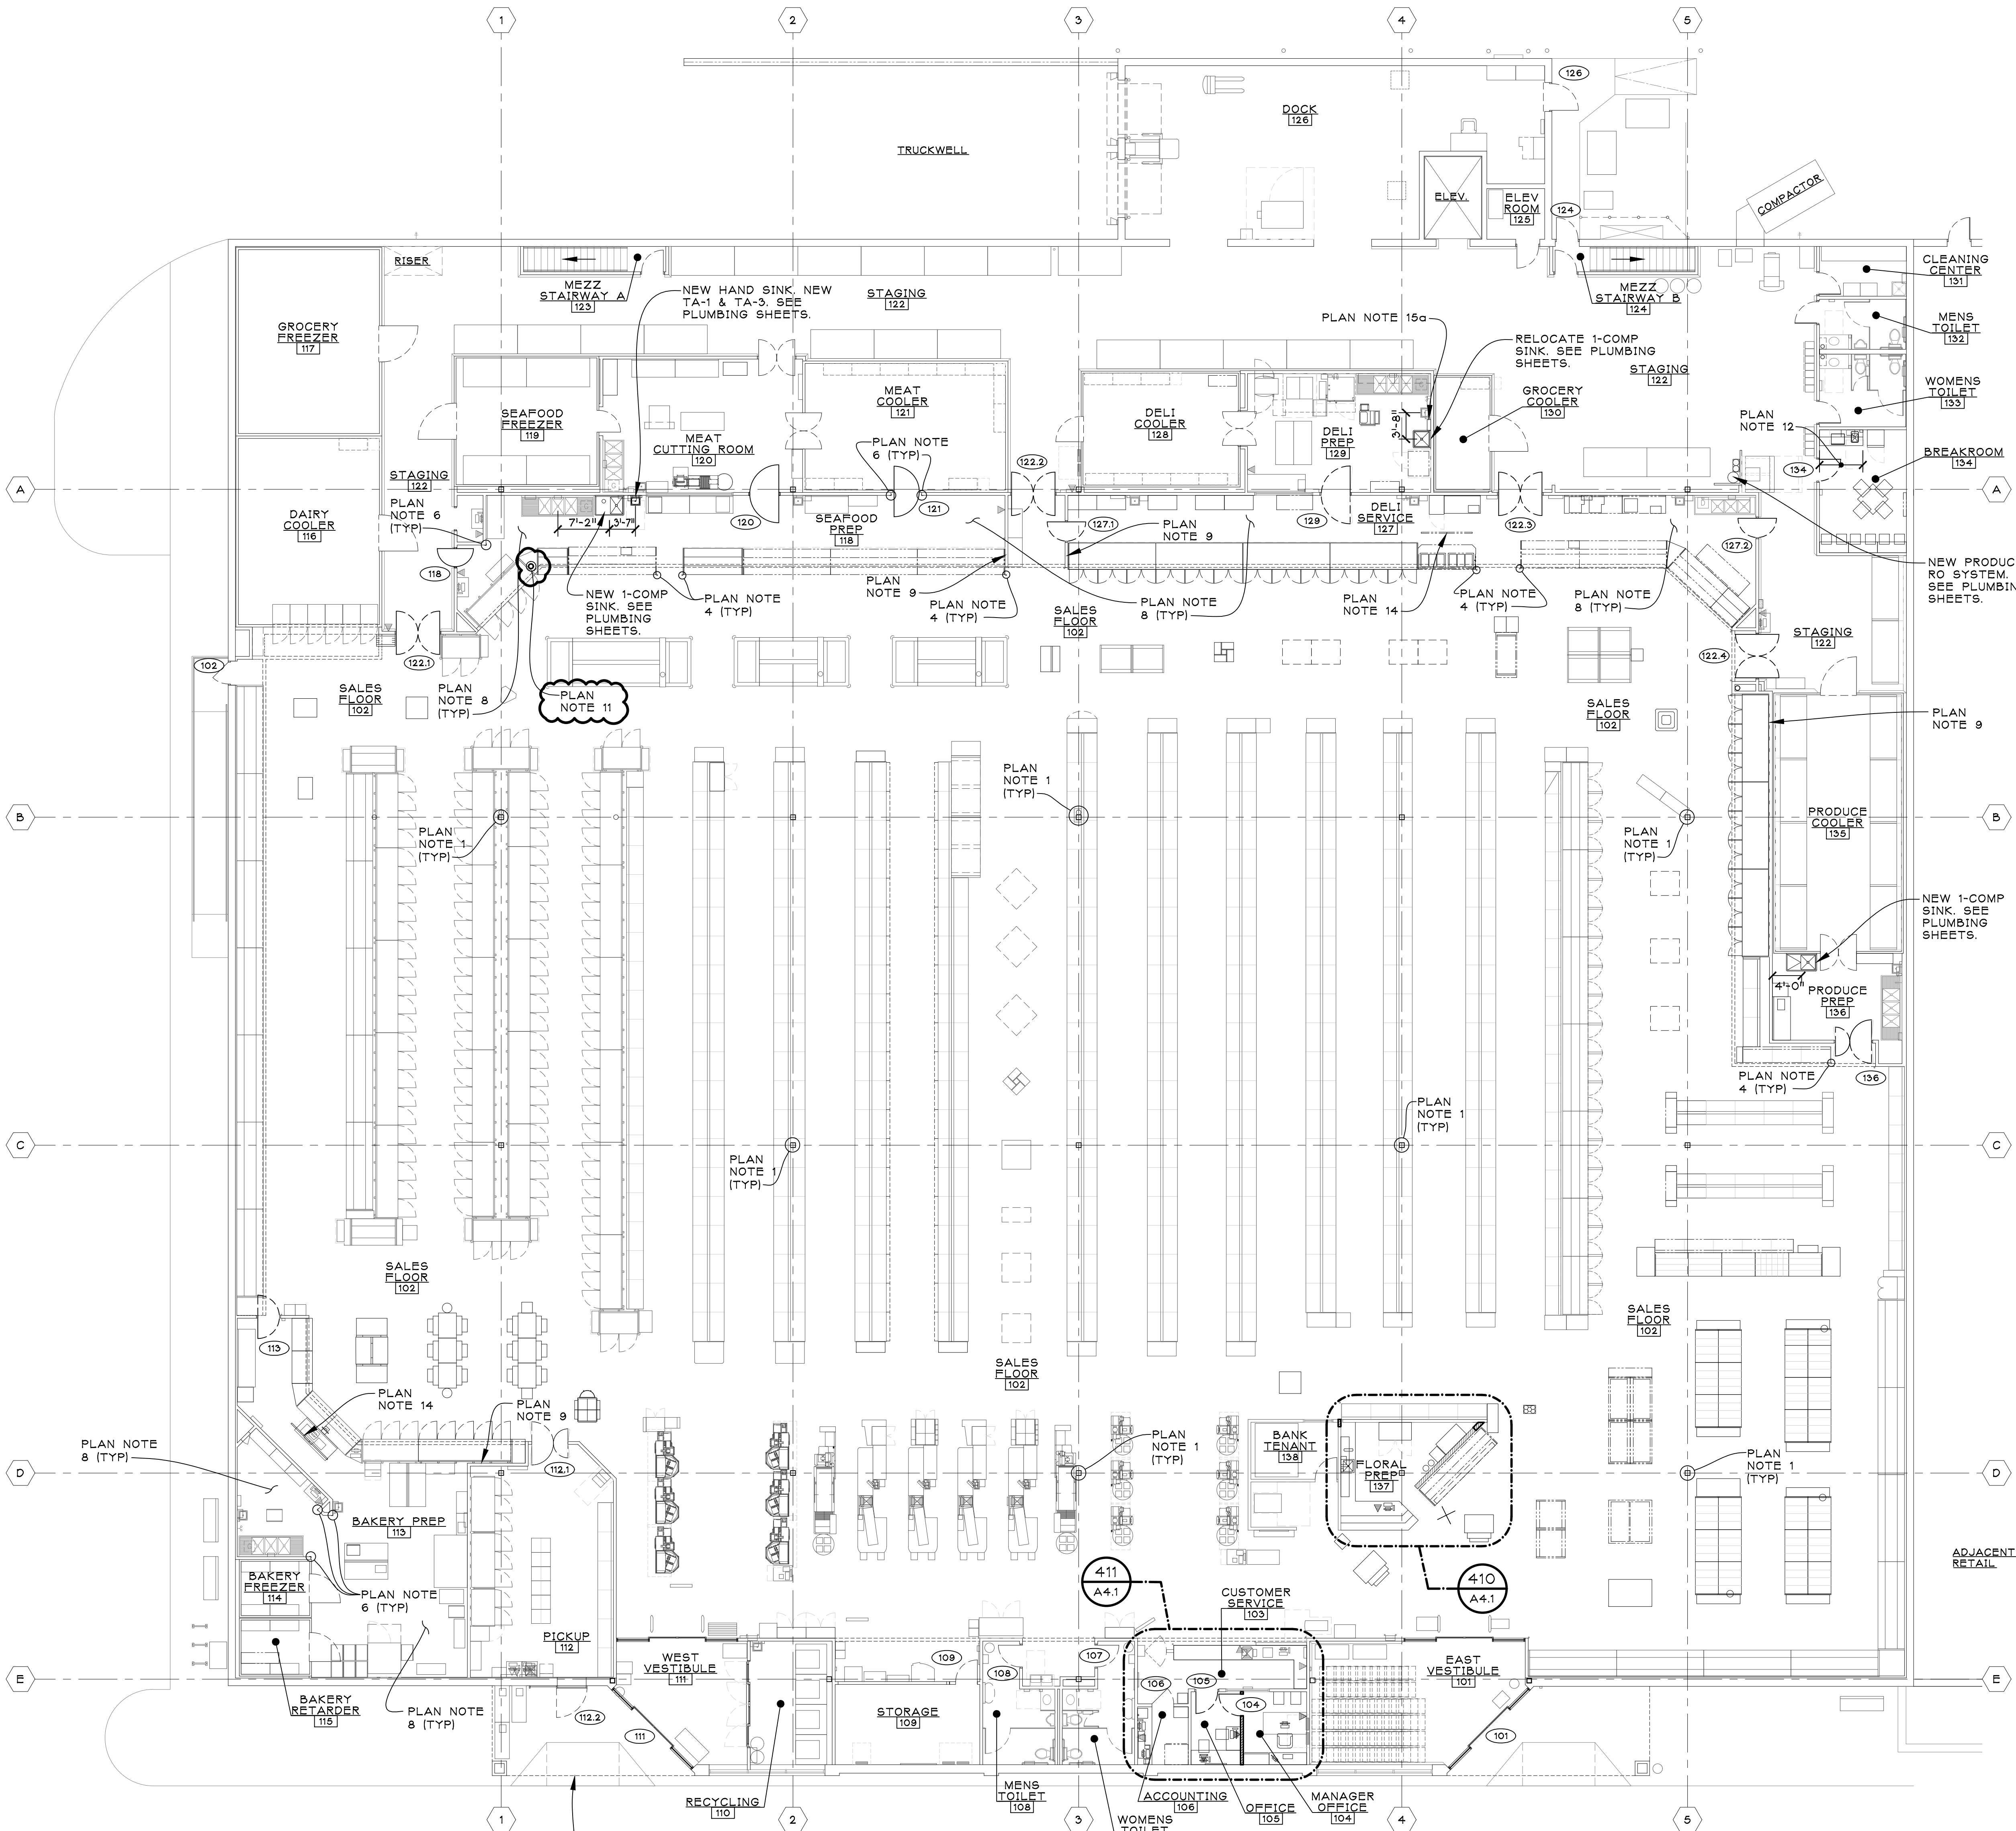 1
2
3
4
5
126
DOCK
126
TRUCKWELL
ELEV.
ELEV
ROOM
125
124
COMPACTOR
RISER
MEZZ
STAIRWAY A
123
NEW HAND SINK. NEW
TA-1 & TA-3. SEE
PLUMBING SHEETS.
STAGING
122
MEZZ
STAIRWAY B
124
CLEANING
CENTER
131
MENS
TOILET
132
GROCERY
FREEZER
117
PLAN NOTE 15a
RELOCATE 1-COMP
SINK. SEE PLUMBING
SHEETS.
STAGING
122
WOMENS
TOILET
133
SEAFOOD
FREEZER
119
MEAT
CUTTING ROOM
120
MEAT
COOLER
121
PLAN NOTE
6 (TYP)
DELI
COOLER
128
DELI
PREP
129
3'-8"
GROCERY
COOLER
130
PLAN
NOTE 12
134
BREAKROOM
134
A
STAGING
122
122.2
A
PLAN
NOTE 6
(TYP)
DAIRY
COOLER
116
7'-2"
3'-7"
120
SEAFOOD
PREP
118
121
127.1
PLAN
NOTE 9
129
DELI
SERVICE
127
122.3
127.2
118
NEW 1-COMP
SINK. SEE
PLUMBING
SHEETS.
PLAN NOTE
4 (TYP)
PLAN
NOTE 9
PLAN NOTE
4 (TYP)
SALES
FLOOR
102
PLAN NOTE
8 (TYP)
PLAN
NOTE 14
PLAN NOTE
4 (TYP)
PLAN NOTE
8 (TYP)
NEW PRODUC
RO SYSTEM.
SEE PLUMBIN
SHEETS.
STAGING
122
102
122.1
122.4
SALES
FLOOR
102
PLAN
NOTE 8
(TYP)
PLAN
NOTE 11
SALES
FLOOR
102
PLAN
NOTE 9
PLAN
NOTE 1
(TYP)
B
PLAN
NOTE 1
(TYP)
PLAN
NOTE 1
(TYP)
PRODUCE
COOLER
135
B
NEW 1-COMP
SINK. SEE
PLUMBING
SHEETS.
4'-0"
PRODUCE
PREP
136
PLAN NOTE
4 (TYP)
136
C
PLAN
NOTE 1
(TYP)
PLAN
NOTE 1
(TYP)
C
SALES
FLOOR
102
113
SALES
FLOOR
102
SALES
FLOOR
102
PLAN
NOTE 14
PLAN
NOTE 9
PLAN NOTE
8 (TYP)
112.1
PLAN
NOTE 1
(TYP)
BANK
TENANT
138
FLORAL
PREP
137
PLAN
NOTE 1
(TYP)
D
D
BAKERY PREP
113
BAKERY
FREEZER
114
PLAN NOTE
6 (TYP)
411
A4.1
410
A4.1
ADJACENT
RETAIL
CUSTOMER
SERVICE
103
PICKUP
112
WEST
VESTIBULE
111
109
108
107
106
105
104
EAST
VESTIBULE
101
E
E
BAKERY
RETARDER
115
PLAN NOTE
8 (TYP)
112.2
111
STORAGE
109
101
RECYCLING
110
MENS
TOILET
108
WOMENS
TOILET
ACCOUNTING
106
OFFICE
105
MANAGER
OFFICE
104
1
2
3
4
5